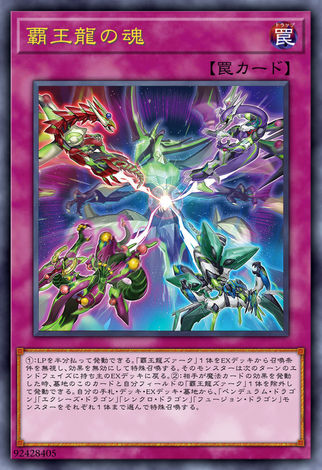 覇王龍の魂
トラップ
罠
【罠カード】
①:LPを半分払って発動できる。「覇王龍ズァーク」1体をEXデッキから召喚条
件を無視し、効果を無効にして特殊召喚する。そのモンスターは次のターンのエ
ンドフェイズに持ち主のEXデッキに戻る。②:相手が魔法カードの効果を発動
した時、墓地のこのカードと自分フィールドの「覇王龍ズァーク」1体を除外し
て発動できる。自分の手札・デッキ・EXデッキ・墓地から、「ペンデュラム・ドラゴ
ン」「エクシーズ・ドラゴン」「シンクロ・ドラゴン」「フュージョン・ドラゴン」モ
ンスターをそれぞれ1体まで選んで特殊召喚する。
92428405